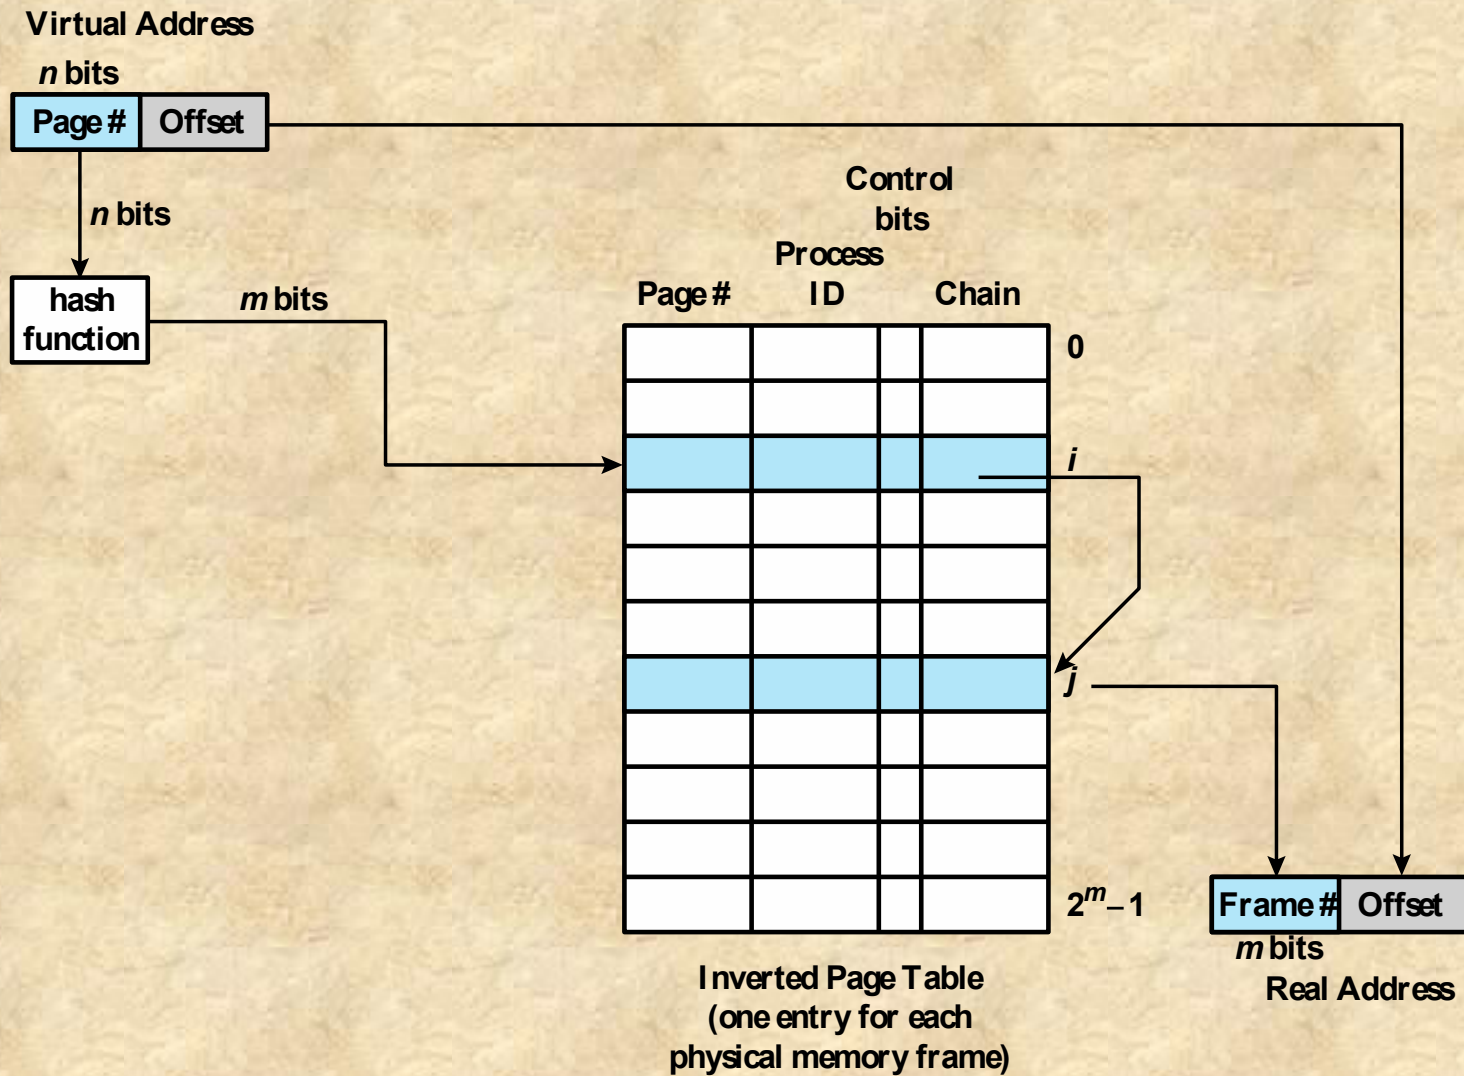 Virtual Address
n bits
Page # Offset
n bits
hash
function
m bits
Control
bits
Process
Page # ID Chain
0
i
j
2^m – 1
Frame # Offset
m bits
Real Address
Inverted Page Table
(one entry for each
physical memory frame)